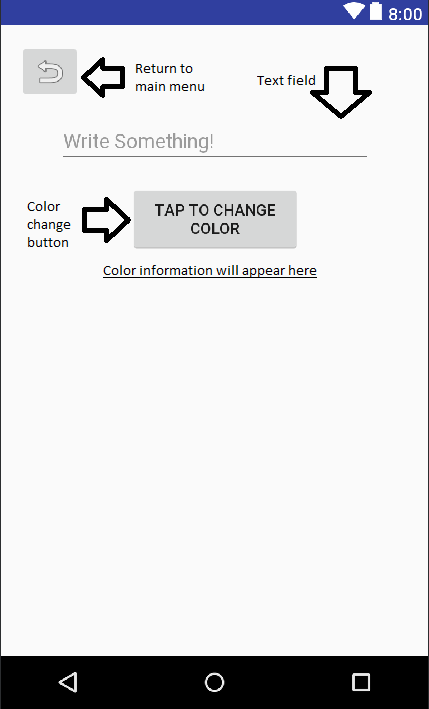 8:00
Return to
main menu
Text field
Write Something!
Color
change
button
TAP TO CHANGE
COLOR
Color information will appear here